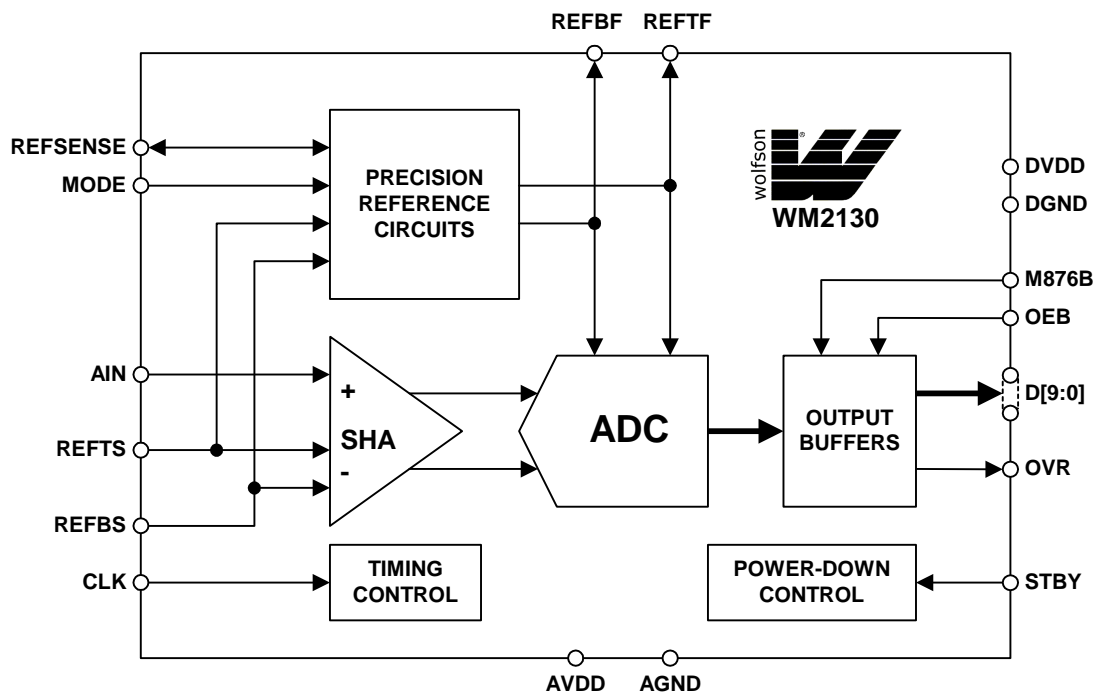 REFBF REFTF
REFSENSE
MODE
PRECISION
REFERENCE
CIRCUITS
wolfson
®
WM2130
DVDD
DGND
M876B
OEB
AIN
+
SHA
-
ADC
OUTPUT
BUFFERS
D[9:0]
REFTS
OVR
REFBS
CLK
TIMING
CONTROL
POWER-DOWN
CONTROL
STBY
AVDD AGND